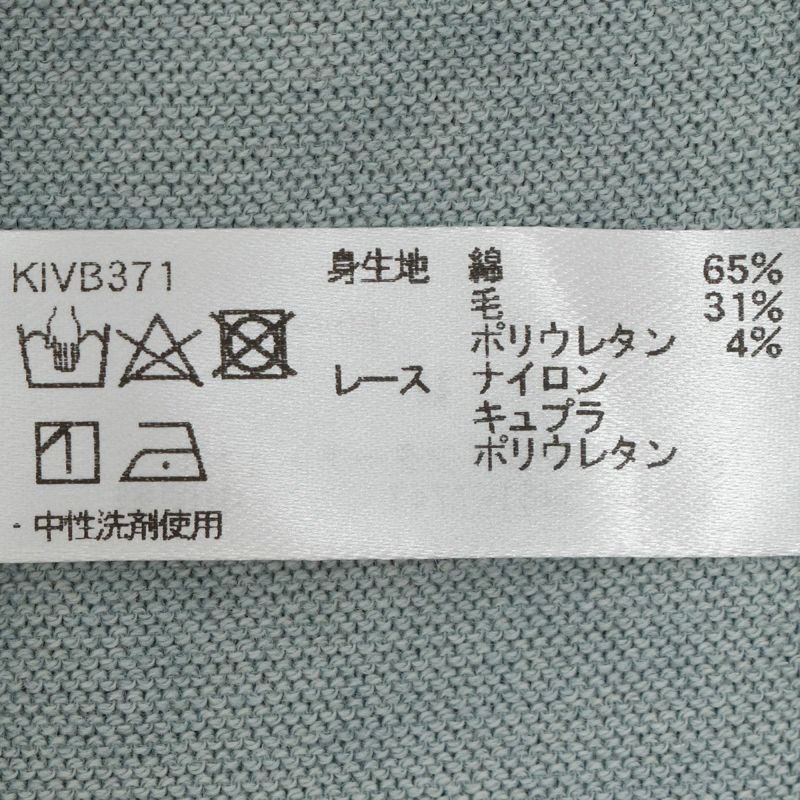 KIVB371
身生地 綿 65%
毛 31%
ポリウレタン 4%
レース ナイロン
キュプラ
ポリウレタン
・中性洗剤使用